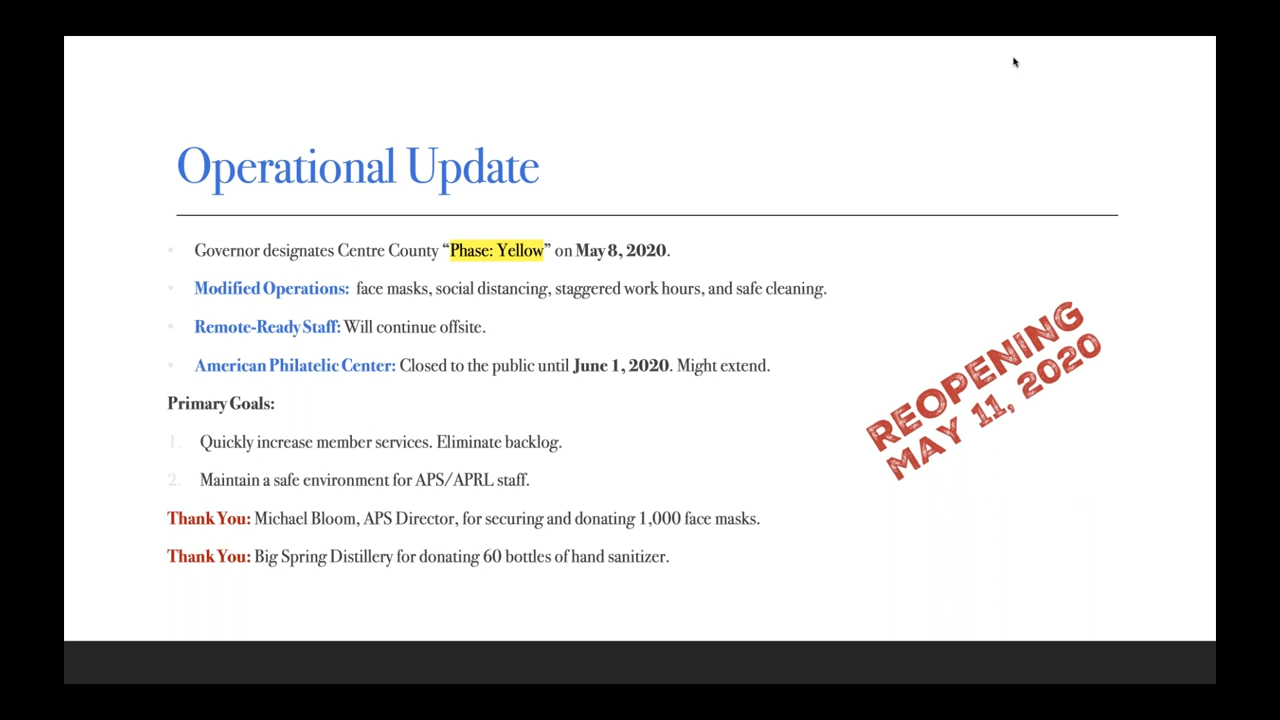 Operational Update
• Governor designates Centre County “Phase: Yellow” on May 8, 2020.
• Modified Operations: face masks, social distancing, staggered work hours, and safe cleaning.
• Remote-Ready Staff: Will continue offsite.
• American Philatelic Center: Closed to the public until June 1, 2020. Might extend.
Primary Goals:
1. Quickly increase member services. Eliminate backlog.
2. Maintain a safe environment for APS/APRL staff.
Thank You: Michael Bloom, APS Director, for securing and donating 1,000 face masks.
Thank You: Big Spring Distillery for donating 60 bottles of hand sanitizer.
REOPENING
MAY 11, 2020